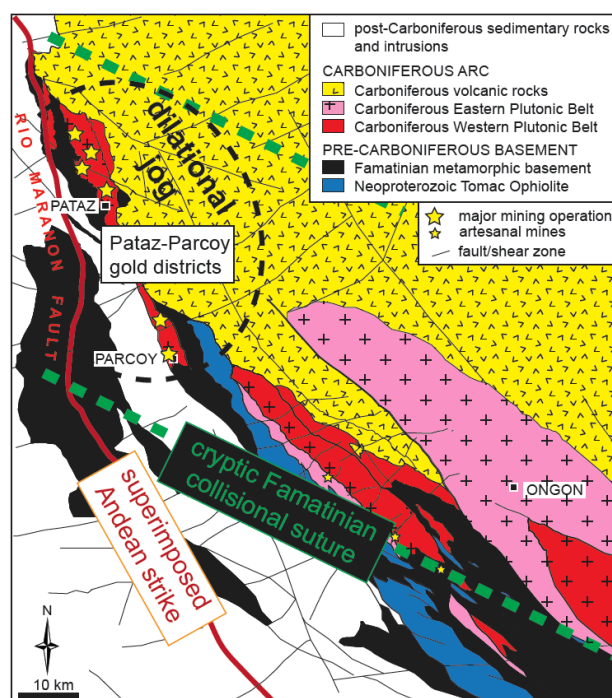 post-Carboniferous sedimentary rocks
and intrusions
CARBONIFEROUS ARC
Carboniferous volcanic rocks
Carboniferous Eastern Plutonic Belt
Carboniferous Western Plutonic Belt
PRE-CARBONIFEROUS BASEMENT
Famatinian metamorphic basement
Neoproterozoic Tomac Ophiolite
major mining operation
artesanal mines
fault/shear zone
dilational
jog
RIO MARANON FAULT
PATAZ
Pataz-Parcoy
gold districts
PARCOY
cryptic Famatinian
collisional suture
ONGON
superimposed
Andean strike
N
10 km